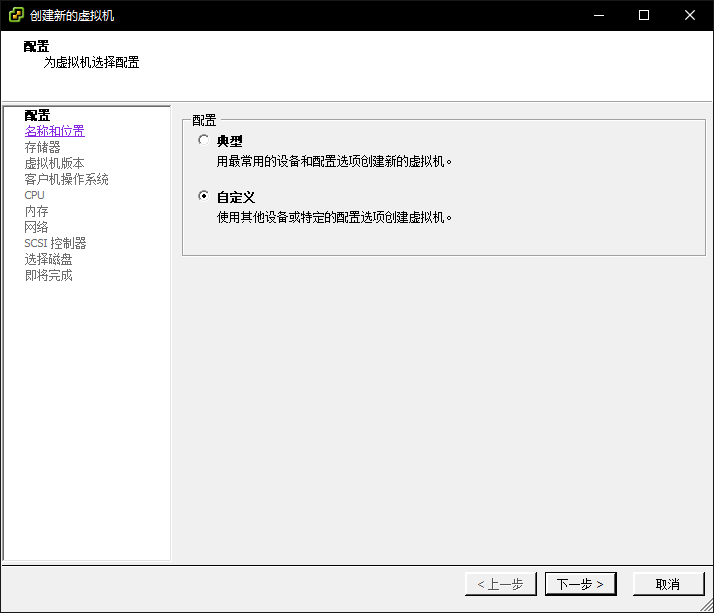 创建新的虚拟机
配置
为虚拟机选择配置
配置
名称和位置
存储器
虚拟机版本
客户机操作系统
CPU
内存
网络
SCSI 控制器
选择磁盘
即将完成
配置
典型
用最常用的设备和配置选项创建新的虚拟机。
自定义
使用其他设备或特定的配置选项创建虚拟机。
< 上一步
下一步 >
取消